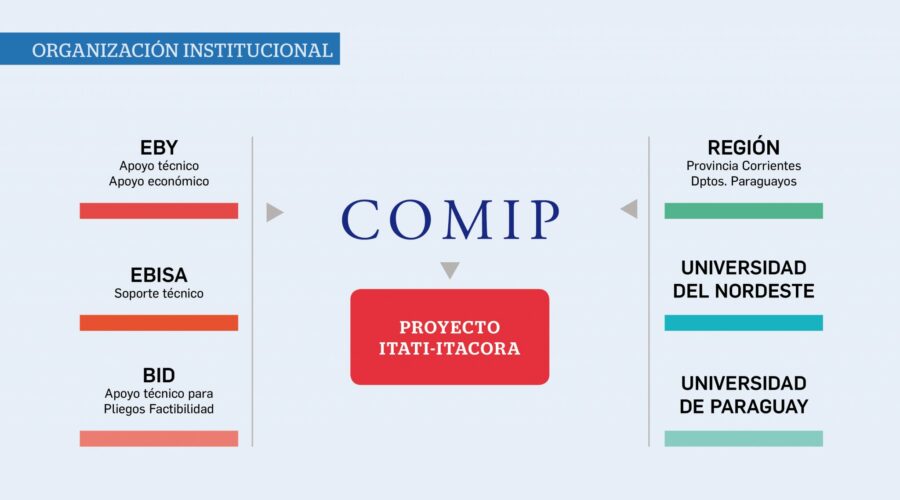 ORGANIZACIÓN INSTITUCIONAL
EBY
Apoyo técnico
Apoyo económico
EBISA
Soporte técnico
BID
Apoyo técnico para
Pliegos Factibilidad
COMIP
PROYECTO
ITATI-ITACORA
REGIÓN
Provincia Corrientes
Dptos. Paraguayos
UNIVERSIDAD
DEL NORDESTE
UNIVERSIDAD
DE PARAGUAY